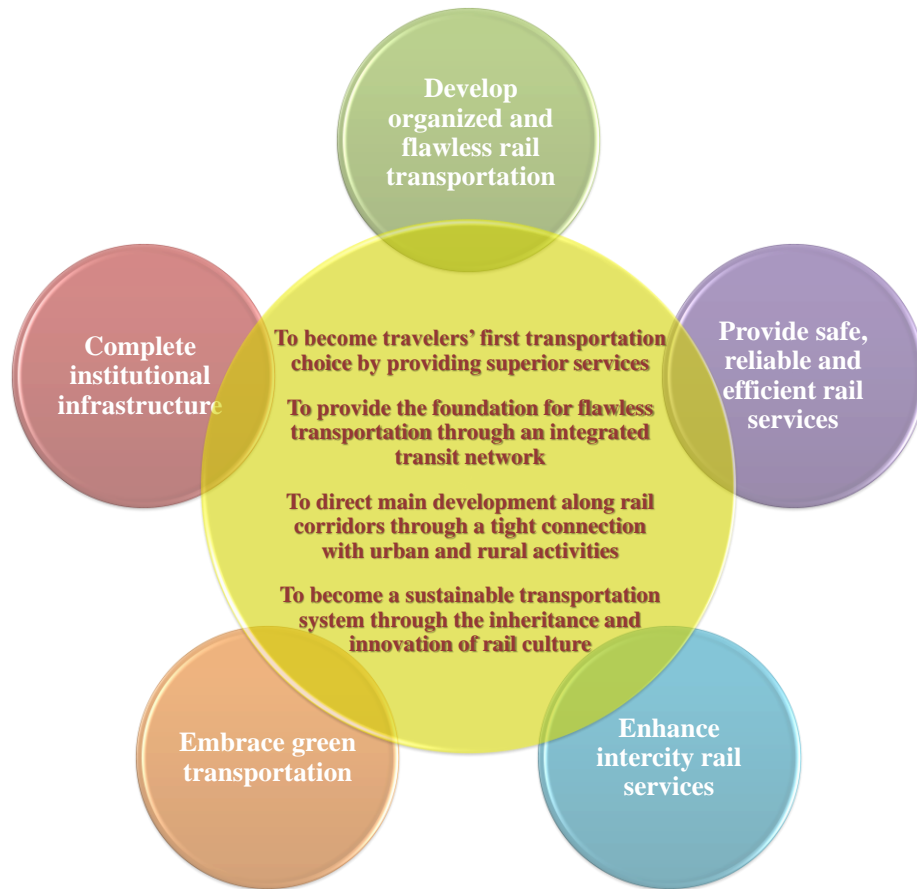 Develop
organized and
flawless rail
transportation
Complete
institutional
infrastructure
To become travelers’ first transportation
choice by providing superior services
To provide the foundation for flawless
transportation through an integrated
transit network
To direct main development along rail
corridors through a tight connection
with urban and rural activities
To become a sustainable transportation
system through the inheritance and
innovation of rail culture
Provide safe,
reliable and
efficient rail
services
Embrace green
transportation
Enhance
intercity rail
services